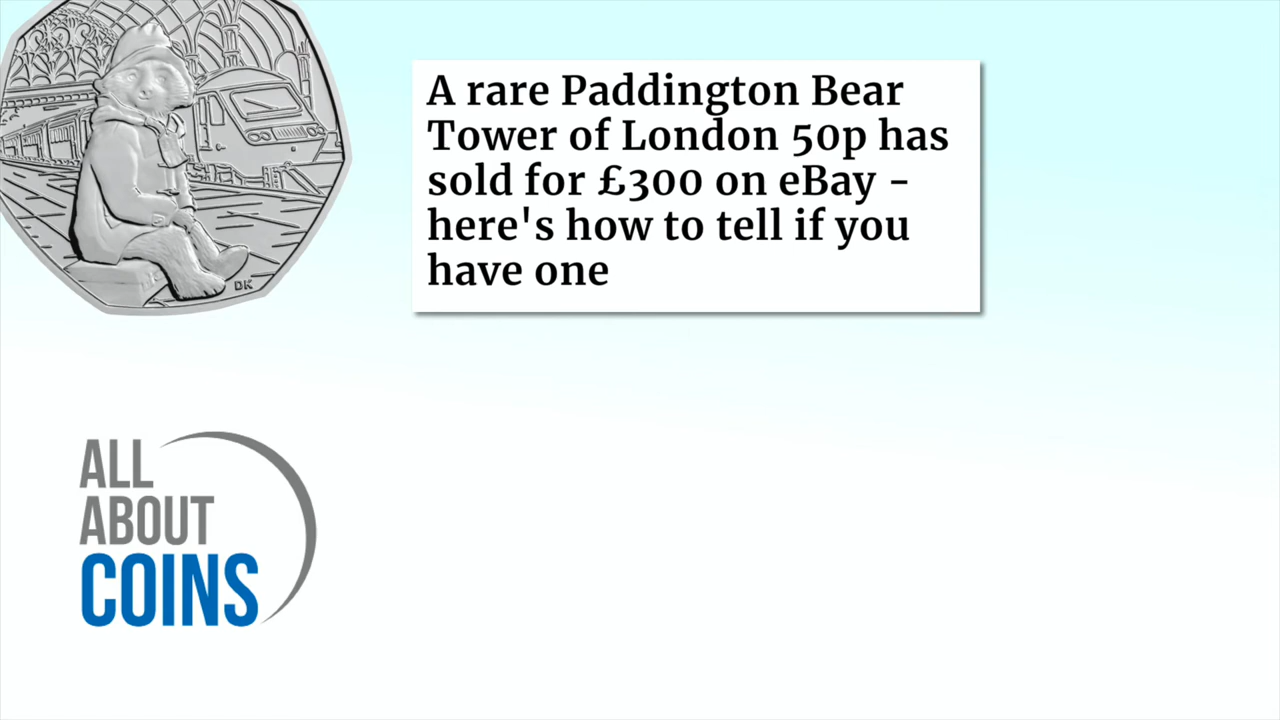 DK
A rare Paddington Bear
Tower of London 50p has
sold for £300 on eBay -
here's how to tell if you
have one
ALL
ABOUT
COINS